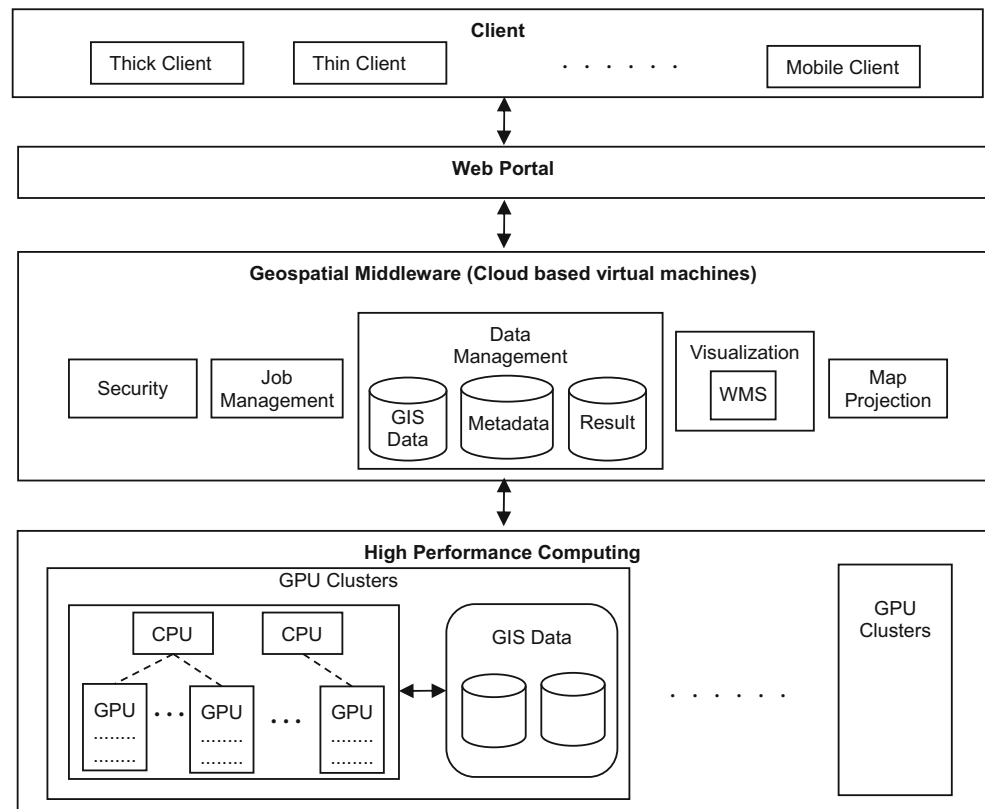 Client
Thick Client
Thin Client
. . . . . .
Mobile Client
Web Portal
Geospatial Middleware (Cloud based virtual machines)
Security
Job
Management
Data
Management
GIS
Data
Metadata
Result
Visualization
WMS
Map
Projection
High Performance Computing
GPU Clusters
CPU
CPU
GPU
........
........
...
GPU
........
........
...
GPU
........
........
GIS Data
. . . . . .
GPU
Clusters